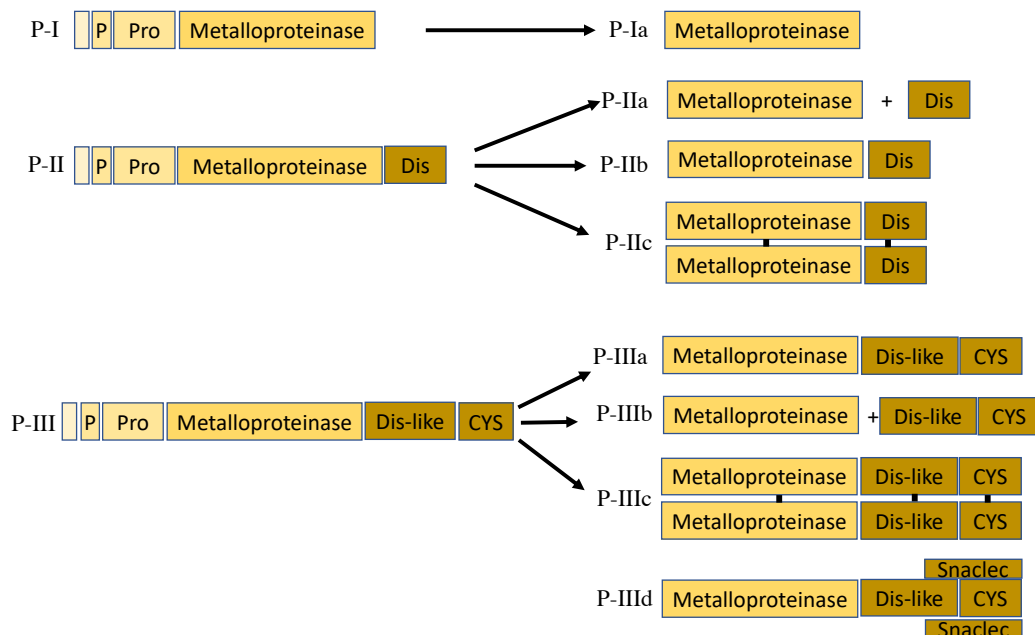 P-I P Pro Metalloproteinase P-Ia Metalloproteinase
P-IIa Metalloproteinase + Dis
P-II P Pro Metalloproteinase Dis P-IIb Metalloproteinase Dis
P-IIc Metalloproteinase Dis
Metalloproteinase Dis
P-IIIa Metalloproteinase Dis-like CYS
P-III P Pro Metalloproteinase Dis-like CYS P-IIIb Metalloproteinase + Dis-like CYS
P-IIIc Metalloproteinase Dis-like CYS
Metalloproteinase Dis-like CYS
Snaclec
P-IIId Metalloproteinase Dis-like CYS
Snaclec